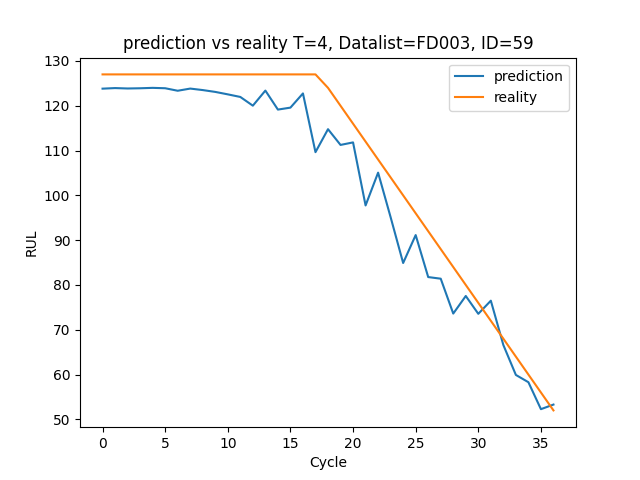 prediction vs reality T=4, Datalist=FD003, ID=59
prediction
reality
RUL
130
120
110
100
90
80
70
60
50
0 5 10 15 20 25 30 35
Cycle